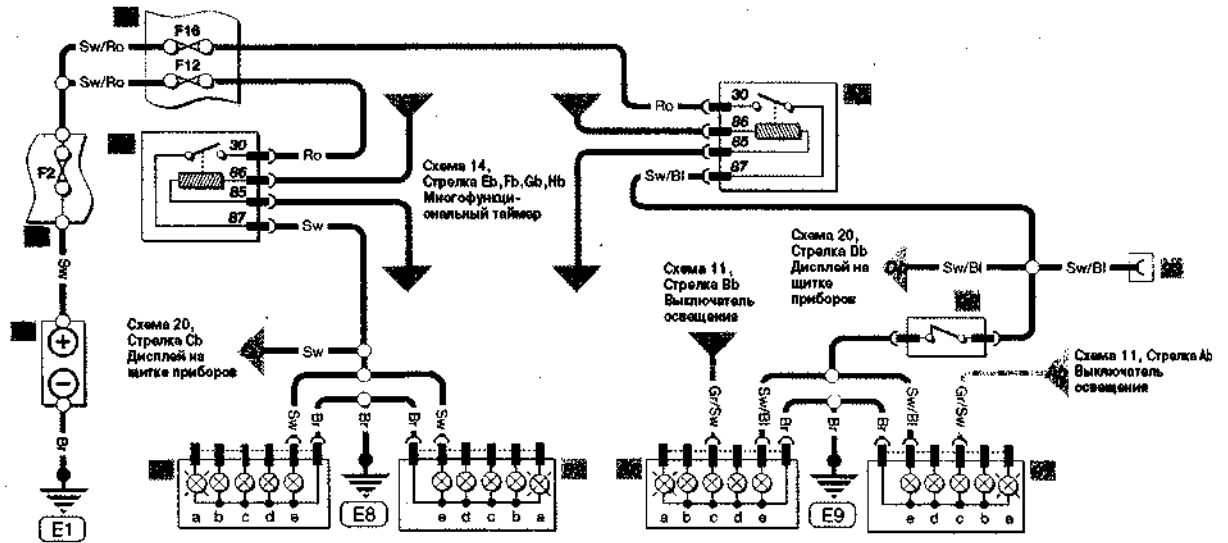 F16
Sw/Ro
F12
Sw/Ro
F2
30
Ro
86
85
87
Sw
Схема 14,
Стрелка Eb, Fb, Gb, Hb
Многофункци-
ональный таймер
30
Ro
86
85
87
Sw/Bl
Sw
Схема 20,
Стрелка Cb
Дисплей на
щитке приборов
Sw
Схема 11,
Стрелка Bb
Выключатель
освещения
Схема 20,
Стрелка Db
Дисплей на
щитке
приборов
Db
Sw/Bl
Sw/Bl
Схема 11, Стрелка Ab
Выключатель
освещения
+
−
Br
E1
Sw
Br
Br
Br
Sw
a b c d e
E8
e d c b a
Gr/Sw
Sw/Bl
Br
Br
Br
Sw/Bl
Gr/Sw
a b c d e
E9
e d c b a